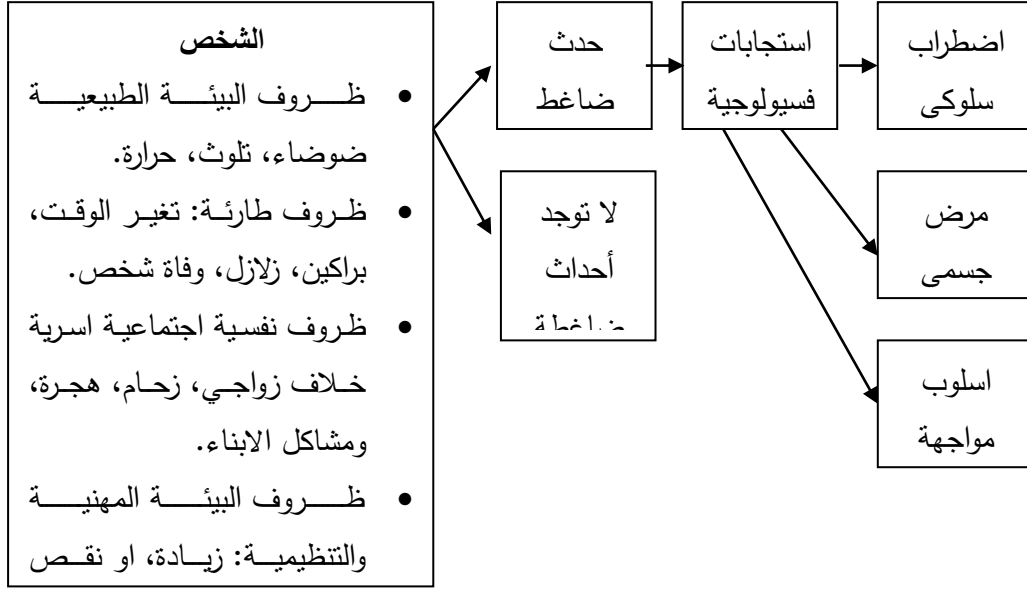 الشخص
• ظروف البيئة الطبيعية
ضوضاء، تلوث، حرارة.
• ظروف طارئة: تغير الوقت،
براكين، زلازل، وفاة شخص.
• ظروف نفسية اجتماعية اسرية
خلاف زواجي، زحام، هجرة،
ومشاكل الابناء.
• ظروف البيئة المهنية
والتنظيمية: زيادة، او نقص
حدث
ضاغط
لا توجد
أحداث
ضاغطة
استجابات
فسيولوجية
اضطراب
سلوكى
مرض
جسمى
اسلوب
مواجهة